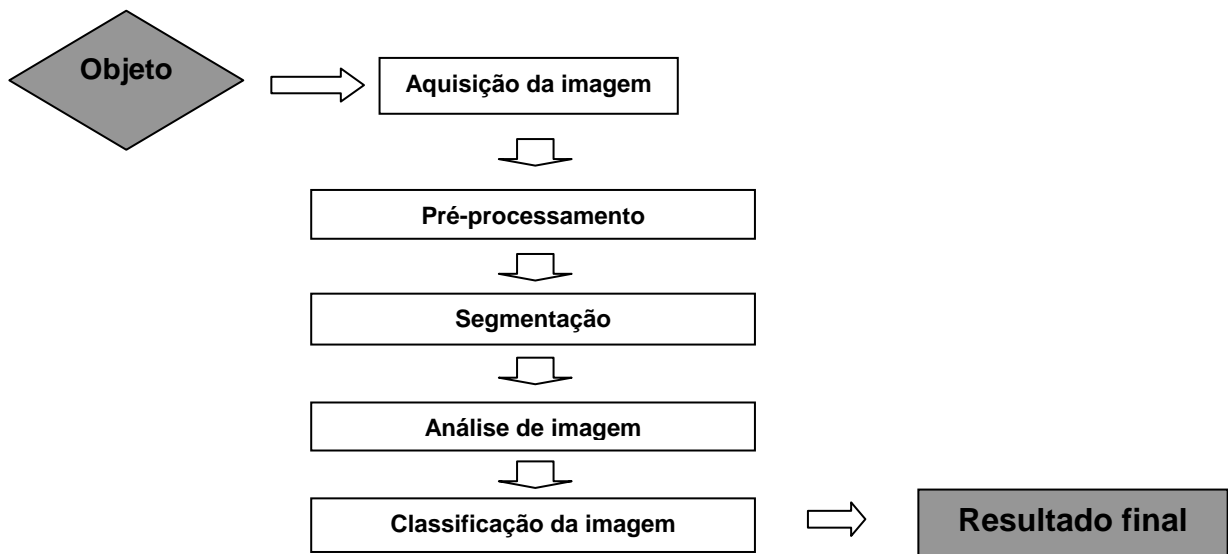 Objeto
Aquisição da imagem
Pré-processamento
Segmentação
Análise de imagem
Classificação da imagem
Resultado final